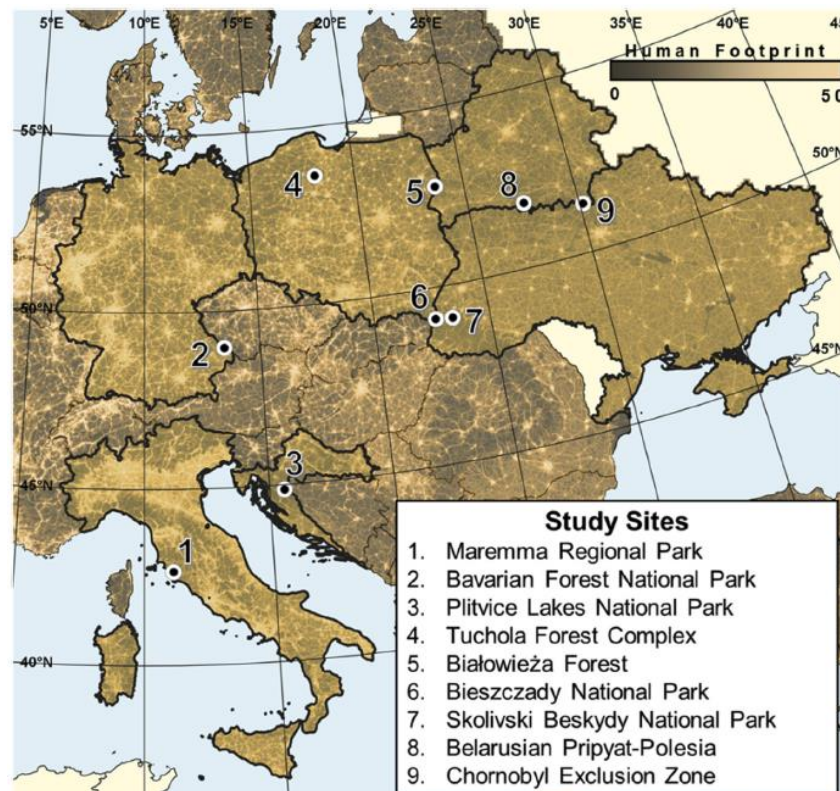 5°E 10°E 15°E 20°E 25°E 30°E 35°E 40°E 45
Human Footprint
0 50
55°N
50°N
4
5
8
9
50°N
6
7
2
45°N
45°N
3
1
40°N
Study Sites
1. Maremma Regional Park
2. Bavarian Forest National Park
3. Plitvice Lakes National Park
4. Tuchola Forest Complex
5. Białowieża Forest
6. Bieszczady National Park
7. Skolivski Beskydy National Park
8. Belarusian Pripyat-Polesia
9. Chornobyl Exclusion Zone